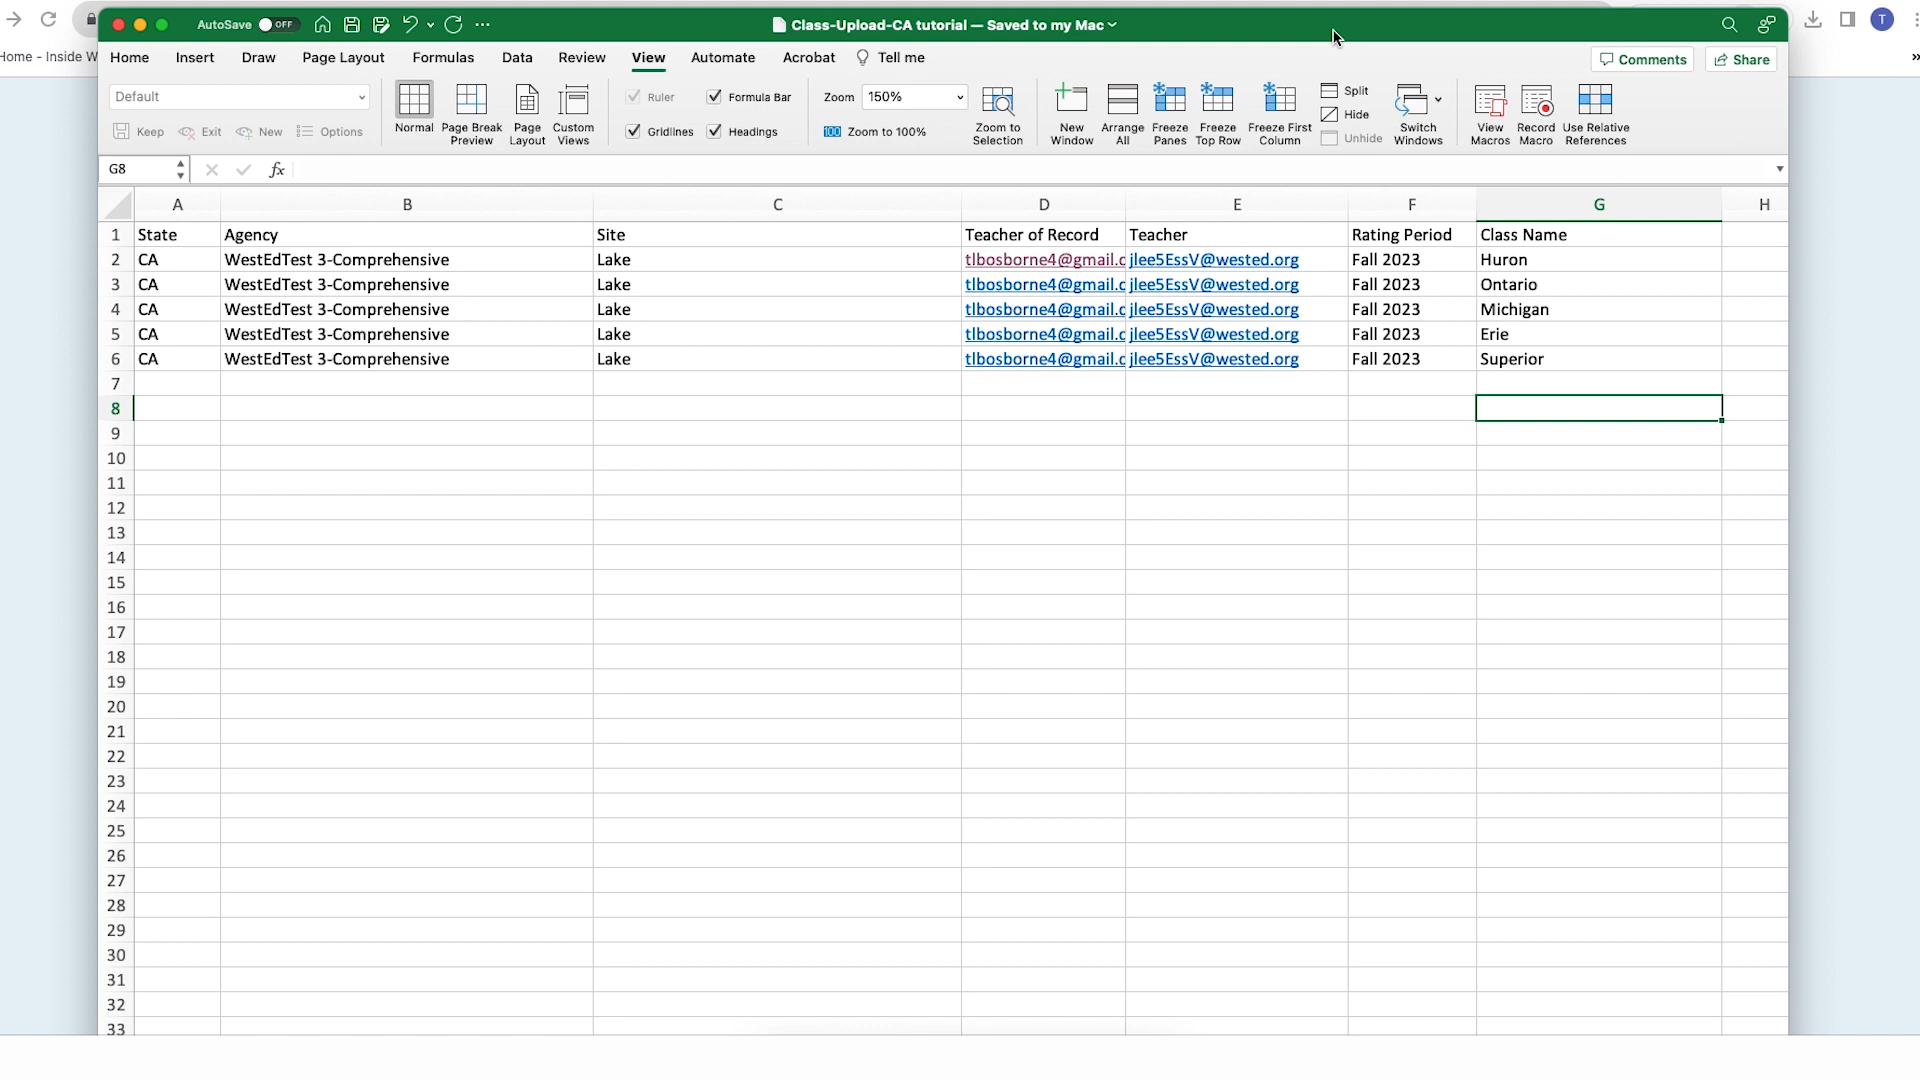 AutoSave OFF Class-Upload-CA tutorial — Saved to my Mac T
Home - Inside W »
Home Insert Draw Page Layout Formulas Data Review View Automate Acrobat Tell me Comments Share
Default Ruler Formula Bar Zoom 150% Split
Keep Exit New Options Gridlines Headings 100 Zoom to 100% Hide
Unhide
Normal Page Break Preview Page Layout Custom Views Zoom to Selection New Window Arrange All Freeze Panes Freeze Top Row Freeze First Column Switch Windows View Macros Record Macro Use Relative References
G8 fx
A B C D E F G H
1 State Agency Site Teacher of Record Teacher Rating Period Class Name
2 CA WestEdTest 3-Comprehensive Lake tlbosborne4@gmail.c jlee5EssV@wested.org Fall 2023 Huron
3 CA WestEdTest 3-Comprehensive Lake tlbosborne4@gmail.c jlee5EssV@wested.org Fall 2023 Ontario
4 CA WestEdTest 3-Comprehensive Lake tlbosborne4@gmail.c jlee5EssV@wested.org Fall 2023 Michigan
5 CA WestEdTest 3-Comprehensive Lake tlbosborne4@gmail.c jlee5EssV@wested.org Fall 2023 Erie
6 CA WestEdTest 3-Comprehensive Lake tlbosborne4@gmail.c jlee5EssV@wested.org Fall 2023 Superior
7
8
9
10
11
12
13
14
15
16
17
18
19
20
21
22
23
24
25
26
27
28
29
30
31
32
33